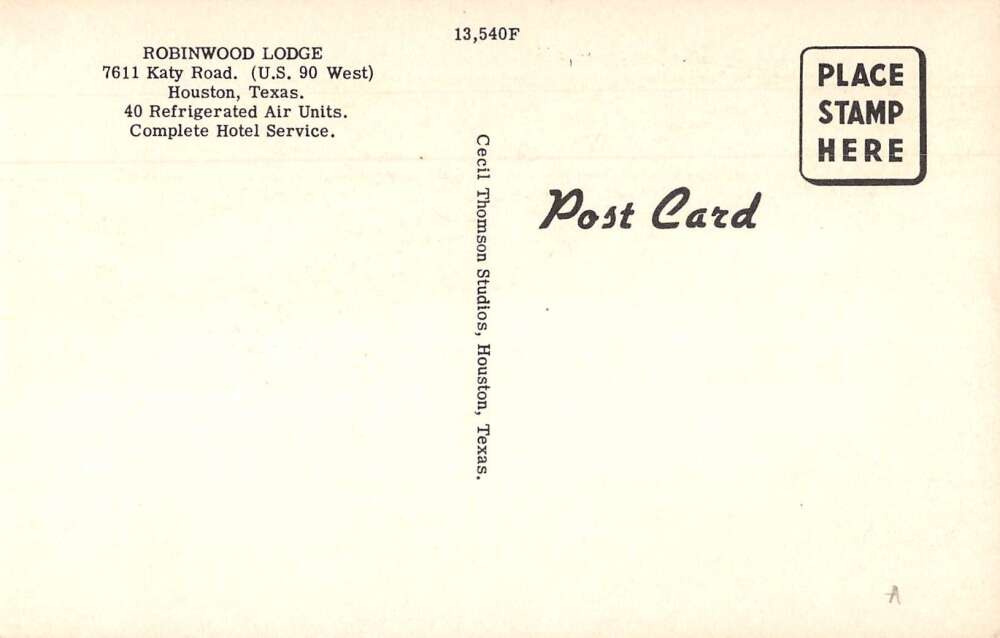 13,540F
ROBINWOOD LODGE
7611 Katy Road. (U.S. 90 West)
Houston, Texas.
40 Refrigerated Air Units.
Complete Hotel Service.
Cecil Thomson Studios, Houston, Texas.
Post Card
PLACE
STAMP
HERE
A